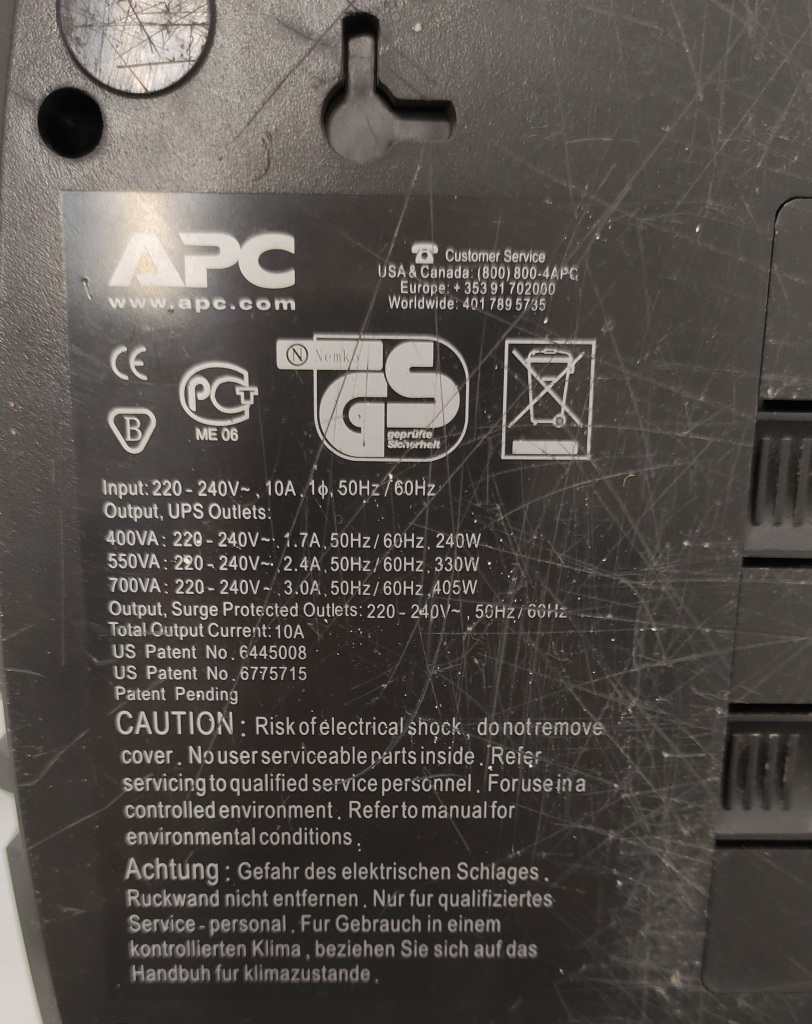 APC
www.apc.com
Customer Service
USA & Canada: (800) 800-4APC
Europe: + 353 91 702000
Worldwide: 401 789 5735
CE
N Nemko
GS
geprüfte
Sicherheit
PCT
B
ME 06
Input: 220 - 240V~ , 10A , 1ϕ, 50Hz / 60Hz
Output, UPS Outlets:
400VA : 220 - 240V~ , 1.7A , 50Hz / 60Hz , 240W
550VA : 220 - 240V~ , 2.4A , 50Hz / 60Hz , 330W
700VA : 220 - 240V~ , 3.0A , 50Hz / 60Hz , 405W
Output, Surge Protected Outlets: 220 - 240V~ , 50Hz / 60Hz
Total Output Current: 10A
US Patent No. 6445008
US Patent No. 6775715
Patent Pending
CAUTION : Risk of electrical shock , do not remove
cover . No user serviceable parts inside . Refer
servicing to qualified service personnel . For use in a
controlled environment . Refer to manual for
environmental conditions .
Achtung : Gefahr des elektrischen Schlages .
Ruckwand nicht entfernen . Nur fur qualifiziertes
Service - personal . Fur Gebrauch in einem
kontrollierten Klima , beziehen Sie sich auf das
Handbuh fur klimazustande .